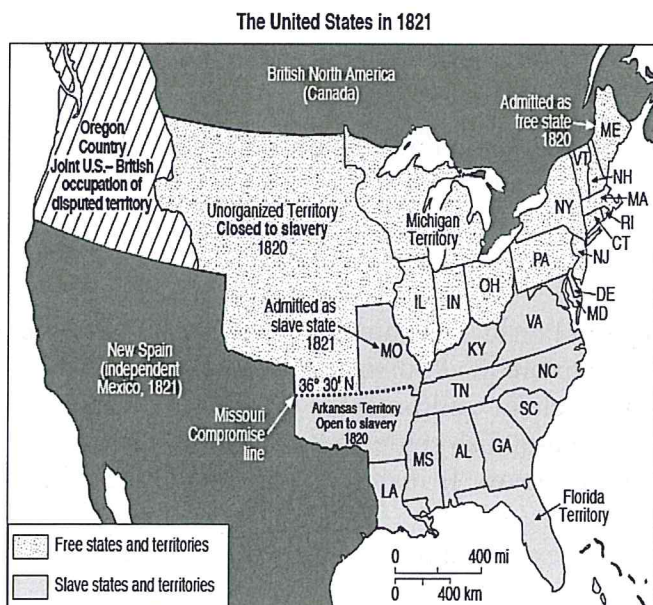 The United States in 1821
British North America
(Canada)
Admitted as
free state
1820
ME
Oregon
Country
Joint U.S.–British
occupation of
disputed territory
VT
NH
MA
NY
RI
CT
Unorganized Territory
Closed to slavery
1820
Michigan
Territory
PA
NJ
OH
IL
IN
DE
MD
Admitted as
slave state
1821
MO
VA
KY
New Spain
(independent
Mexico, 1821)
36° 30' N
NC
TN
Missouri
Compromise
line
Arkansas Territory
Open to slavery
1820
SC
MS
AL
GA
LA
Florida
Territory
Free states and territories
Slave states and territories
0 400 mi
0 400 km